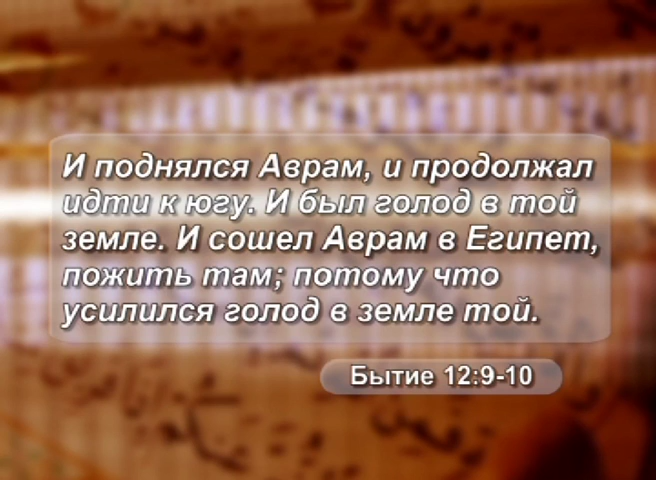 И поднялся Аврам, и продолжал
идти к югу. И был голод в той
земле. И сошел Аврам в Египет,
пожить там; потому что
усилился голод в земле той.
Бытие 12:9-10